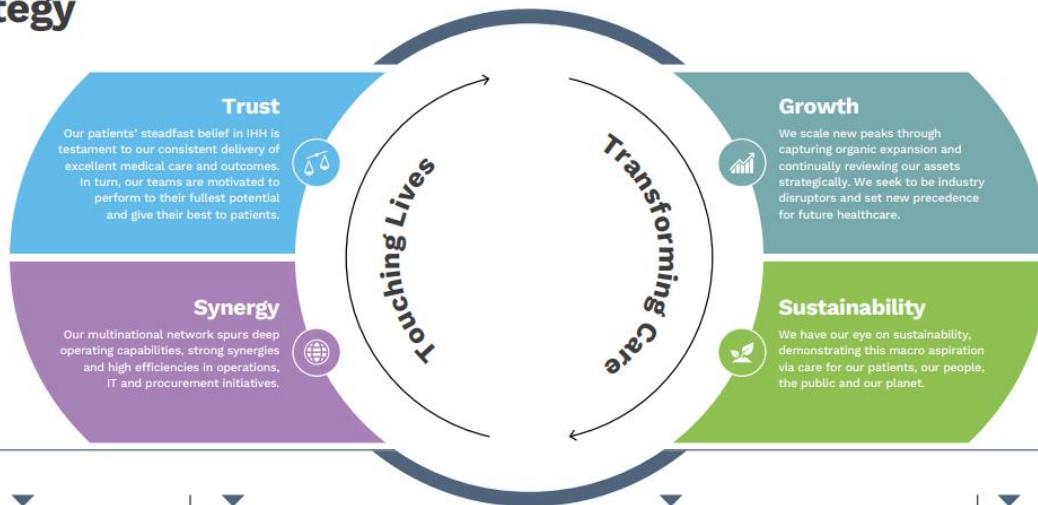 tegy
Trust
Our patients' steadfast belief in IHH is
testament to our consistent delivery of
excellent medical care and outcomes.
In turn, our teams are motivated to
perform to their fullest potential
and give their best to patients.
Synergy
Our multinational network spurs deep
operating capabilities, strong synergies
and high efficiencies in operations,
IT and procurement initiatives.
Touching Lives
Transforming Care
Growth
We scale new peaks through
capturing organic expansion and
continually reviewing our assets
strategically. We seek to be industry
disruptors and set new precedence
for future healthcare.
Sustainability
We have our eye on sustainability,
demonstrating this macro aspiration
via care for our patients, our people,
the public and our planet.